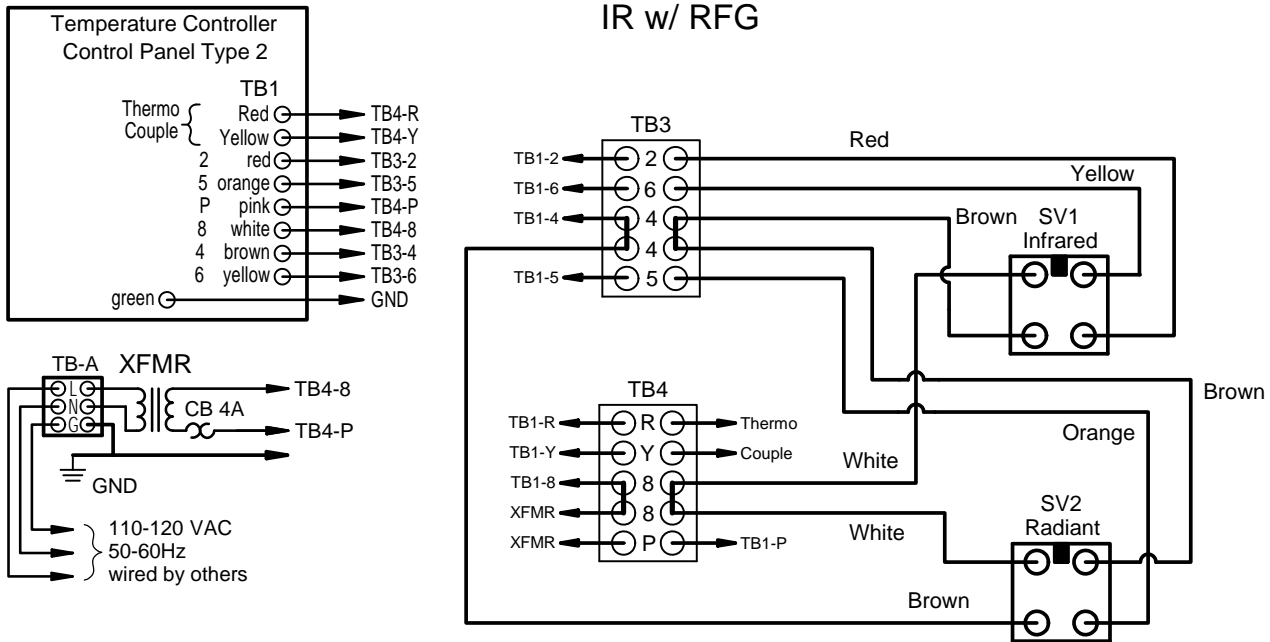 IR w/ RFG
Temperature Controller
Control Panel Type 2
TB1
Thermo
Couple
Red TB4-R
Yellow TB4-Y
2 red TB3-2
5 orange TB3-5
P pink TB4-P
8 white TB4-8
4 brown TB3-4
6 yellow TB3-6
green GND
TB-A XFMR
L
N
G
CB 4A
TB4-8
TB4-P
GND
110-120 VAC
50-60Hz
wired by others
TB3
TB1-2 2 Red
TB1-6 6 Yellow
TB1-4 4 Brown
4
TB1-5 5
SV1
Infrared
Brown
Orange
TB4
TB1-R R Thermo
TB1-Y Y Couple
TB1-8 8 White
XFMR 8 White
XFMR P TB1-P
SV2
Radiant
Brown